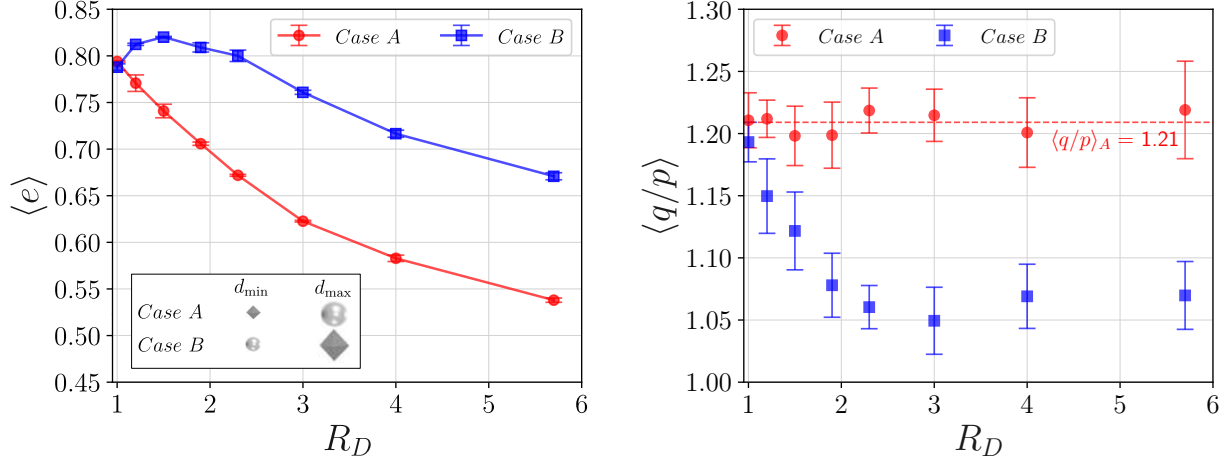 0.85
0.80
0.75
0.70
0.65
0.60
0.55
0.50
0.45
⟨e⟩
Case A Case B
d_min d_max
Case A
Case B
1 2 3 4 5 6
R_D
1.30
1.25
1.20
1.15
1.10
1.05
1.00
⟨q/p⟩
Case A Case B
⟨q/p⟩_A = 1.21
1 2 3 4 5 6
R_D